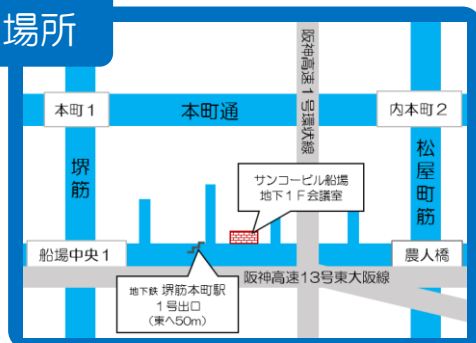 場所
阪神高速1号環状線
本町1
本町通
内本町2
堺筋
松屋町筋
サンコービル船場
地下1F会議室
船場中央1
農人橋
阪神高速13号東大阪線
地下鉄 堺筋本町駅
1号出口
（東へ50m）